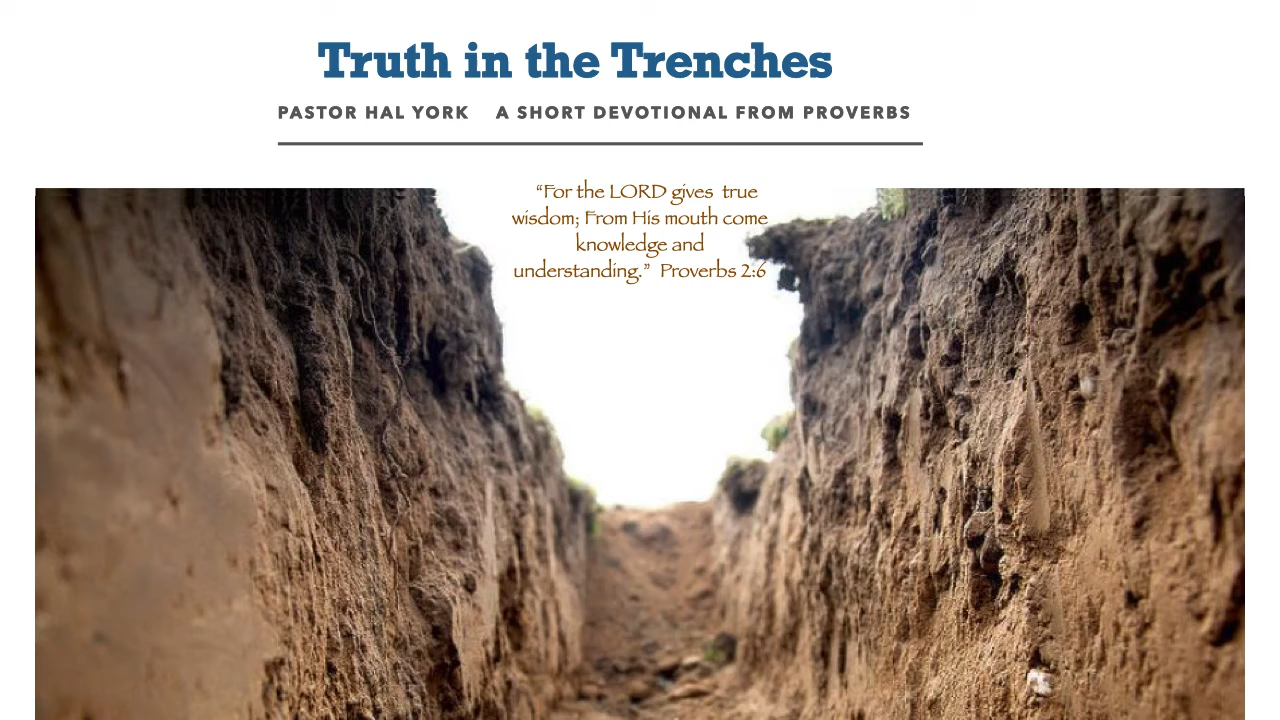 Truth in the Trenches
PASTOR HAL YORK A SHORT DEVOTIONAL FROM PROVERBS
“For the LORD gives true
wisdom; From His mouth come
knowledge and
understanding.” Proverbs 2:6